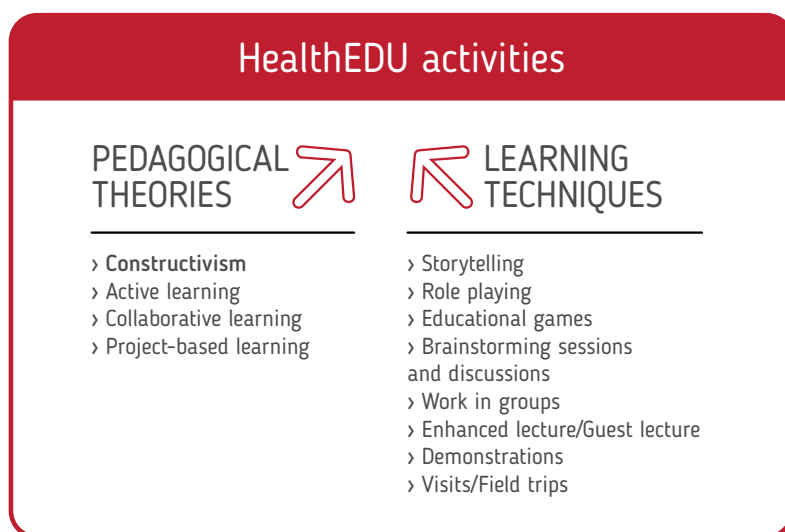 HealthEDU activities
PEDAGOGICAL
THEORIES
› Constructivism
› Active learning
› Collaborative learning
› Project-based learning
LEARNING
TECHNIQUES
› Storytelling
› Role playing
› Educational games
› Brainstorming sessions
and discussions
› Work in groups
› Enhanced lecture/Guest lecture
› Demonstrations
› Visits/Field trips